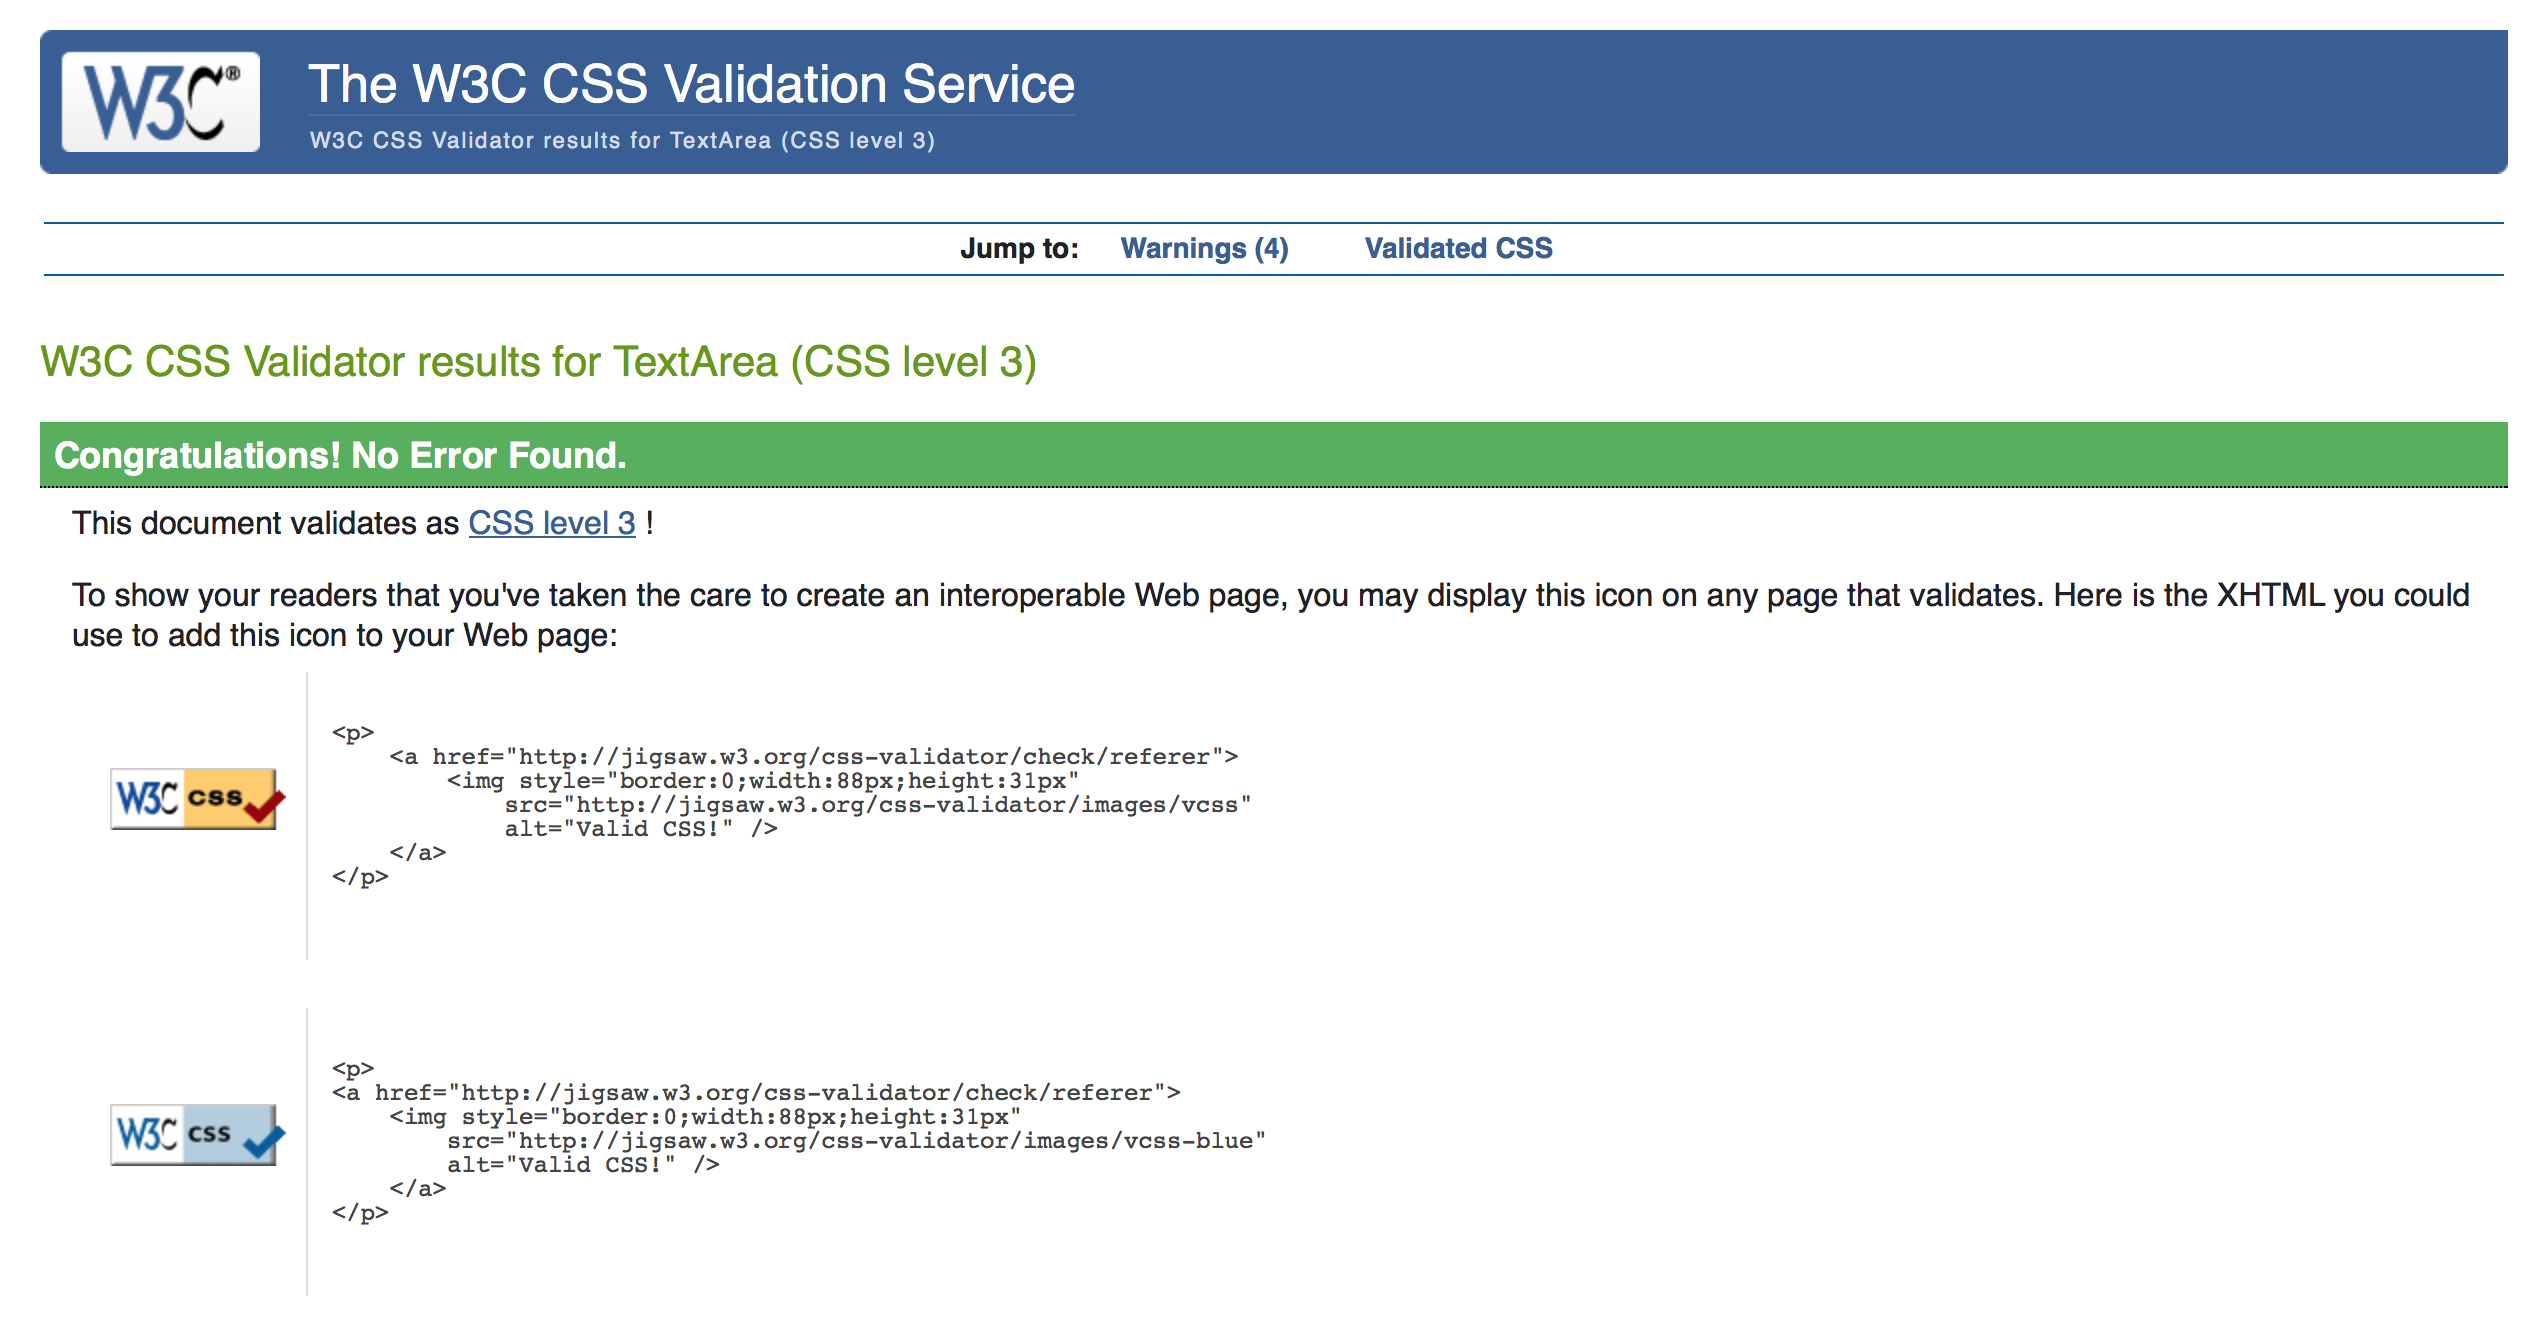 W3C®
The W3C CSS Validation Service
W3C CSS Validator results for TextArea (CSS level 3)
Jump to: Warnings (4) Validated CSS
W3C CSS Validator results for TextArea (CSS level 3)
Congratulations! No Error Found.
This document validates as CSS level 3 !
To show your readers that you've taken the care to create an interoperable Web page, you may display this icon on any page that validates. Here is the XHTML you could
use to add this icon to your Web page:
W3C css
<p>
    <a href="http://jigsaw.w3.org/css-validator/check/referer">
        <img style="border:0;width:88px;height:31px"
            src="http://jigsaw.w3.org/css-validator/images/vcss"
            alt="Valid CSS!" />
    </a>
</p>
W3C css
<p>
<a href="http://jigsaw.w3.org/css-validator/check/referer">
    <img style="border:0;width:88px;height:31px"
        src="http://jigsaw.w3.org/css-validator/images/vcss-blue"
        alt="Valid CSS!" />
    </a>
</p>